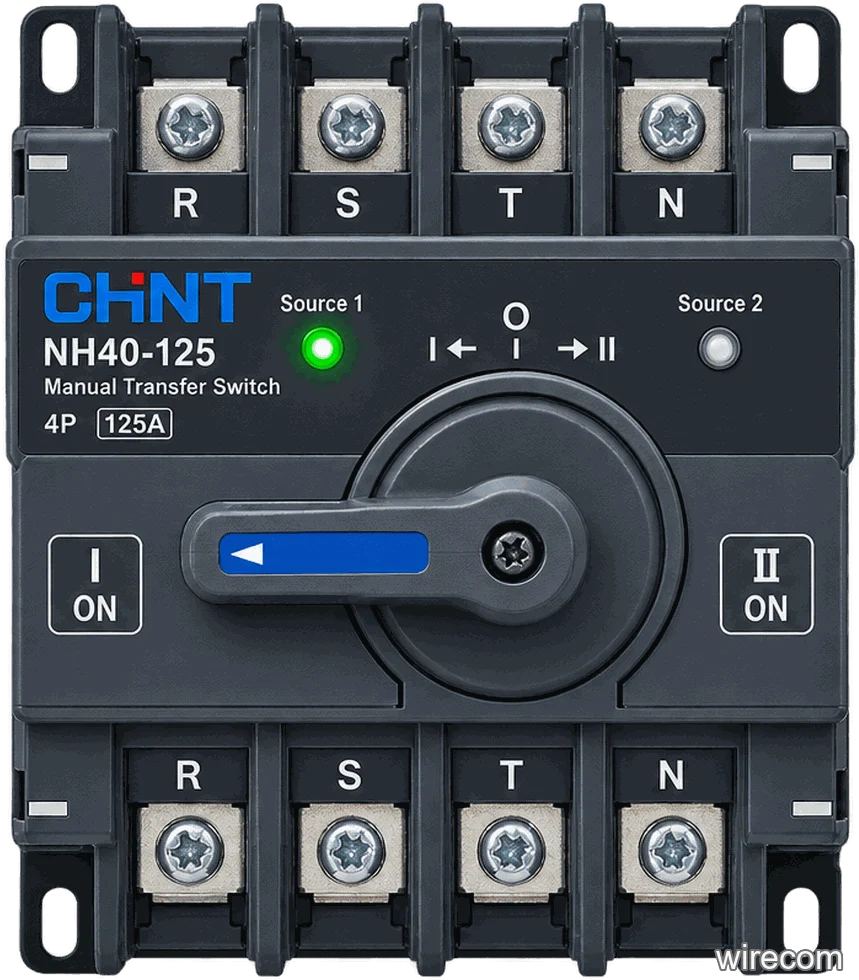 R S T N
CHNT
Source 1
Source 2
NH40-125
I ← O → II
Manual Transfer Switch
4P 125A
I
ON
II
ON
R S T N
wirecom